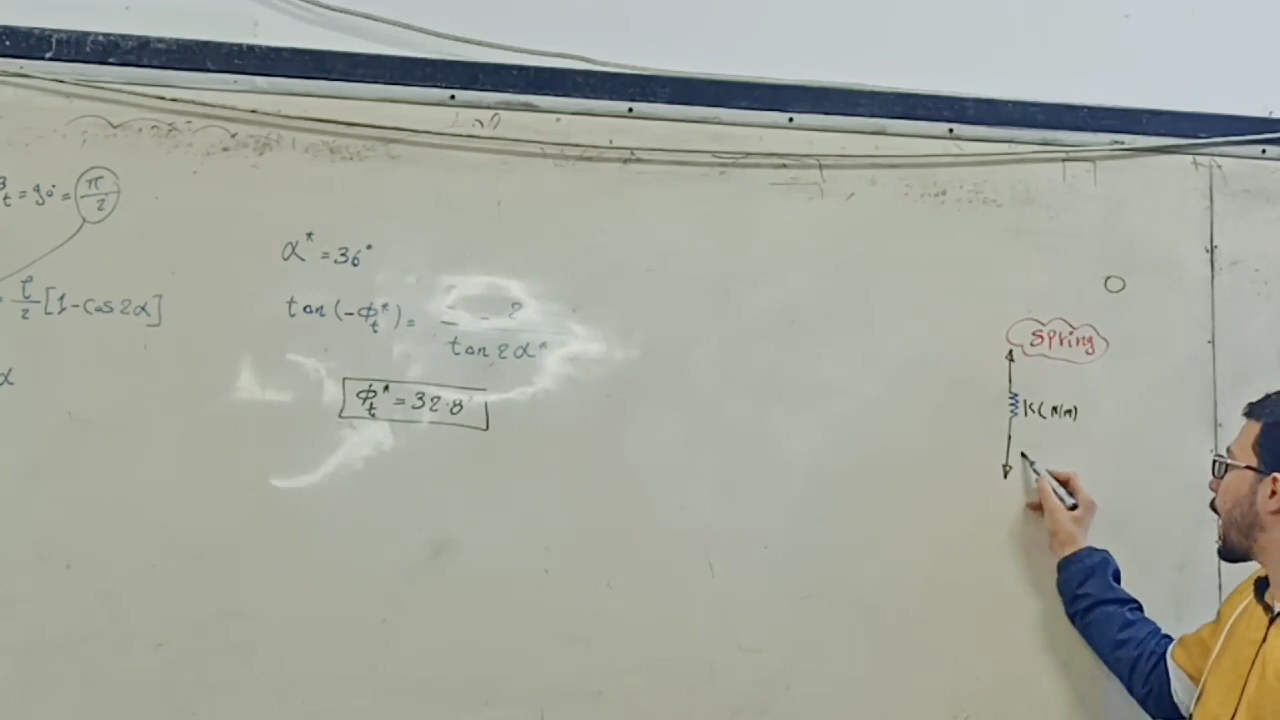 = 90° = π/2
= τ/2 [1 - Cos 2α]
α
α* = 36°
tan(-ϕt*) = 2 / tan 2α*
ϕt* = 32.8°
Spring
K (N/m)